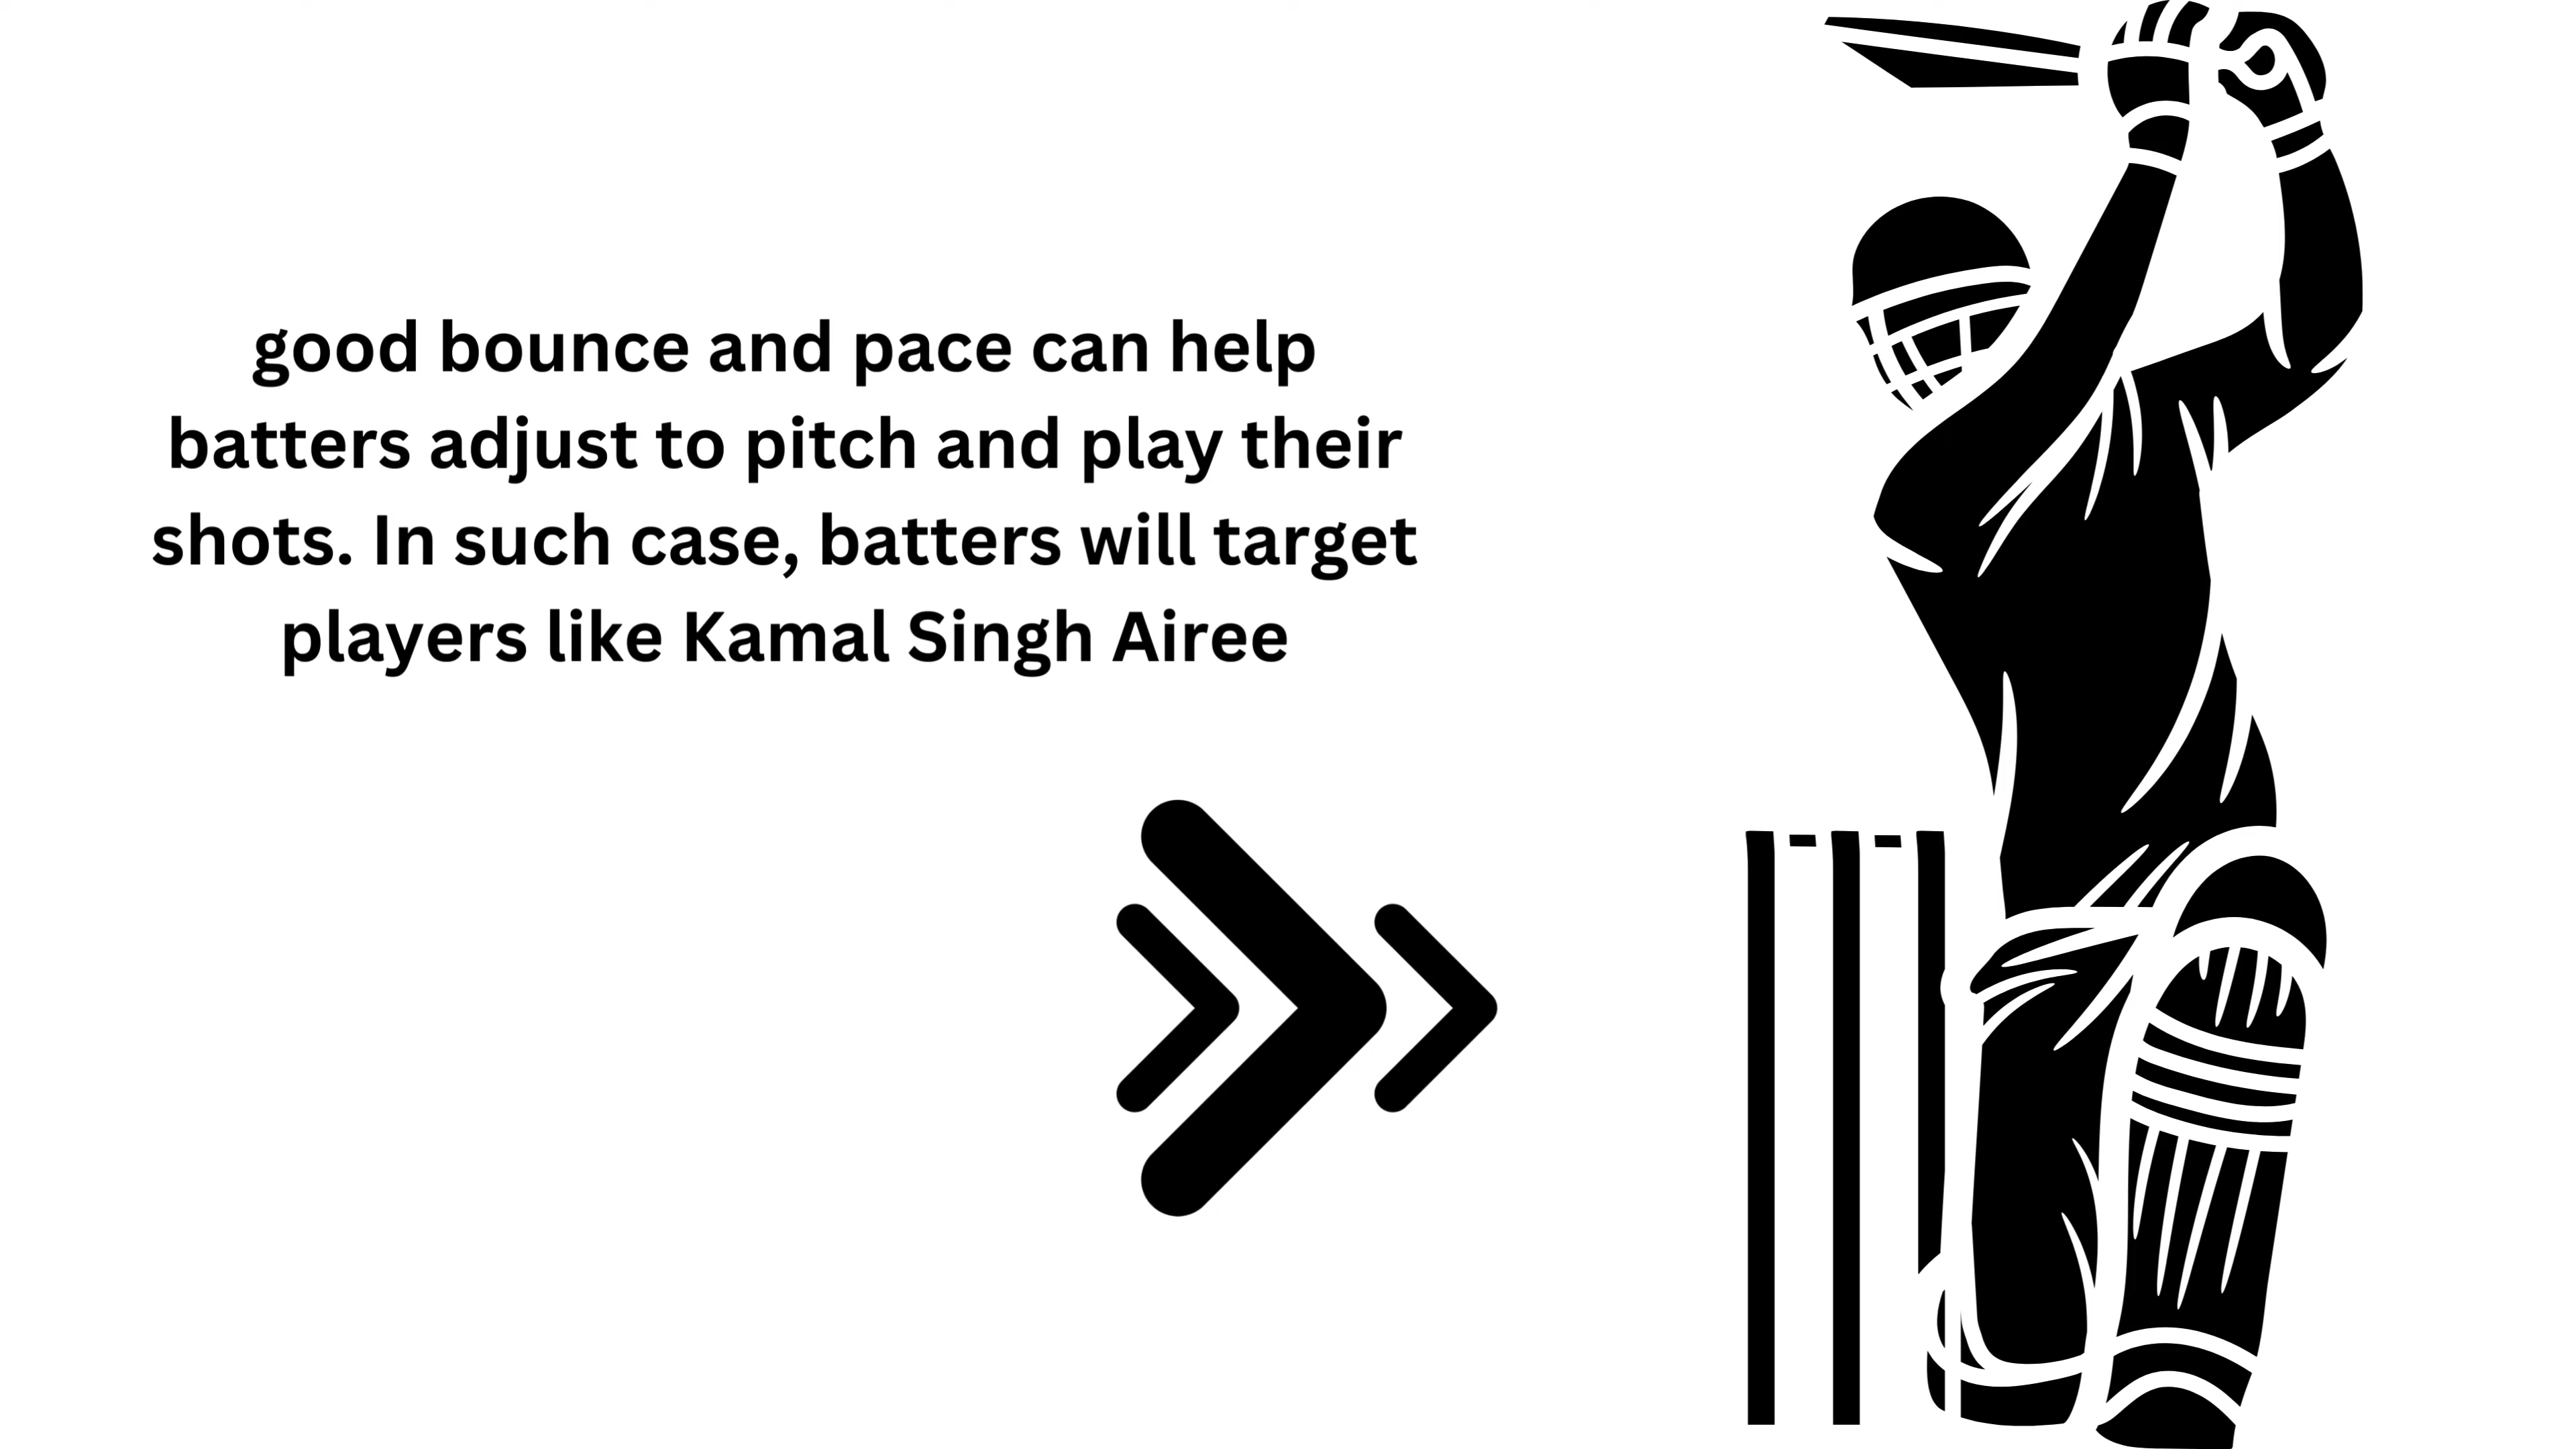 good bounce and pace can help
batters adjust to pitch and play their
shots. In such case, batters will target
players like Kamal Singh Airee